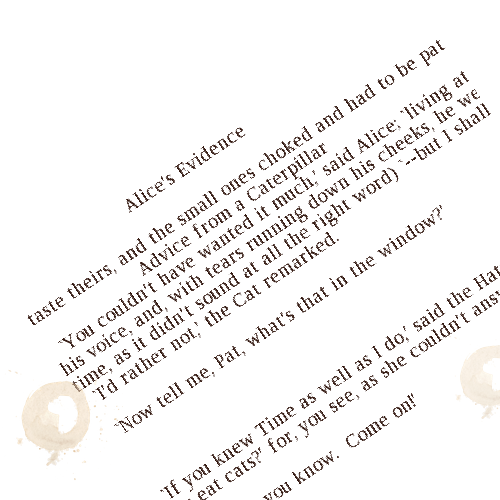 Alice's Evidence
taste theirs, and the small ones choked and had to be pat
Advice from a Caterpillar
`You couldn't have wanted it much,' said Alice; `living at
his voice, and, with tears running down his cheeks, he we
time, as it didn't sound at all the right word) `--but I shall
`I'd rather not,' the Cat remarked.
`Now tell me, Pat, what's that in the window?'
`If you knew Time as well as I do,' said the Hat
eat cats?' for, you see, as she couldn't answ
you know.  Come on!'